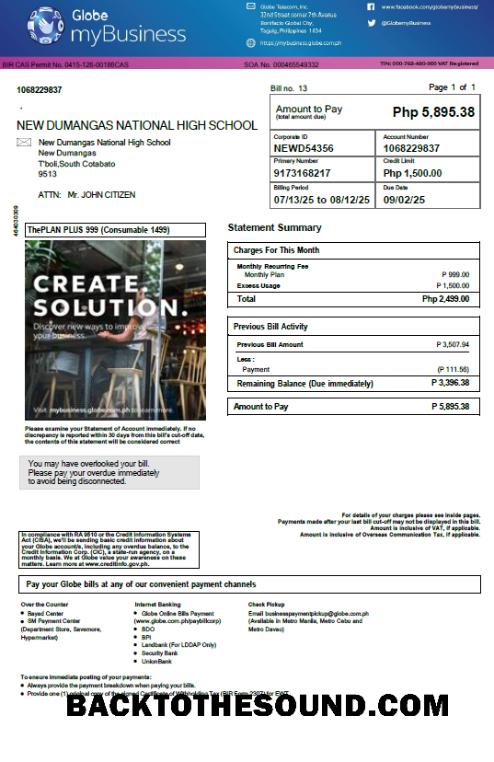 Globe
myBusiness
Globe Telecom, Inc.
32nd Street corner 7th Avenue
Bonifacio Global City,
Taguig, Philippines 1634
https://mybusiness.globe.com.ph
www.facebook.com/globemybusiness/
@GlobemyBusiness
BIR CAS Permit No. 0415-126-00186CAS
SOA No. 000465549332
TIN: 000-768-480-000 VAT Registered
1068229837
Bill no. 13
Page 1 of 1
Amount to Pay
(total amount due)
Php 5,895.38
NEW DUMANGAS NATIONAL HIGH SCHOOL
New Dumangas National High School
New Dumangas
T'boli,South Cotabato
9513
ATTN: Mr. JOHN CITIZEN
Corporate ID
NEWD54356
Account Number
1068229837
Primary Number
9173168217
Credit Limit
Php 1,500.00
Billing Period
07/13/25 to 08/12/25
Due Date
09/02/25
ThePLAN PLUS 999 (Consumable 1499)
CREATE.
SOLUTION.
Discover new ways to improve
your business.
Visit mybusiness.globe.com.ph to learn more.
Please examine your Statement of Account immediately. If no
discrepancy is reported within 30 days from this bill's cut-off date,
the contents of this statement will be considered correct
You may have overlooked your bill.
Please pay your overdue immediately
to avoid being disconnected.
Statement Summary
Charges For This Month
Monthly Recurring Fee
Monthly Plan P 999.00
Excess Usage P 1,500.00
Total Php 2,499.00
Previous Bill Activity
Previous Bill Amount P 3,507.94
Less :
Payment (P 111.56)
Remaining Balance (Due immediately) P 3,396.38
Amount to Pay P 5,895.38
For details of your charges please see inside pages.
Payments made after your last bill cut-off may not be displayed in this bill.
Amount is inclusive of VAT, if applicable.
Amount is inclusive of Overseas Communication Tax, if applicable.
In compliance with RA 9510 or the Credit Information Systems
Act (CISA), we'll be sending basic credit information about
your Globe account/s, including any overdue balance, to the
Credit Information Corp. (CIC), a state-run agency, on a
monthly basis. We at Globe value your awareness on these
matters. Learn more at www.creditinfo.gov.ph.
Pay your Globe bills at any of our convenient payment channels
Over the Counter
Bayad Center
SM Payment Center
(Department Store, Savemore,
Hypermarket)
Internet Banking
Globe Online Bills Payment
(www.globe.com.ph/paybillcorp)
BDO
BPI
Landbank (For LDDAP Only)
Security Bank
UnionBank
Check Pickup
Email businesspaymentpickup@globe.com.ph
(Available in Metro Manila, Metro Cebu and
Metro Davao)
To ensure immediate posting of your payments:
Always provide the payment breakdown when paying your bills.
Provide one (1) original copy of the signed Certificate of Withholding Tax (BIR Form 2307) for EWT
BACKTOTHESOUND.COM